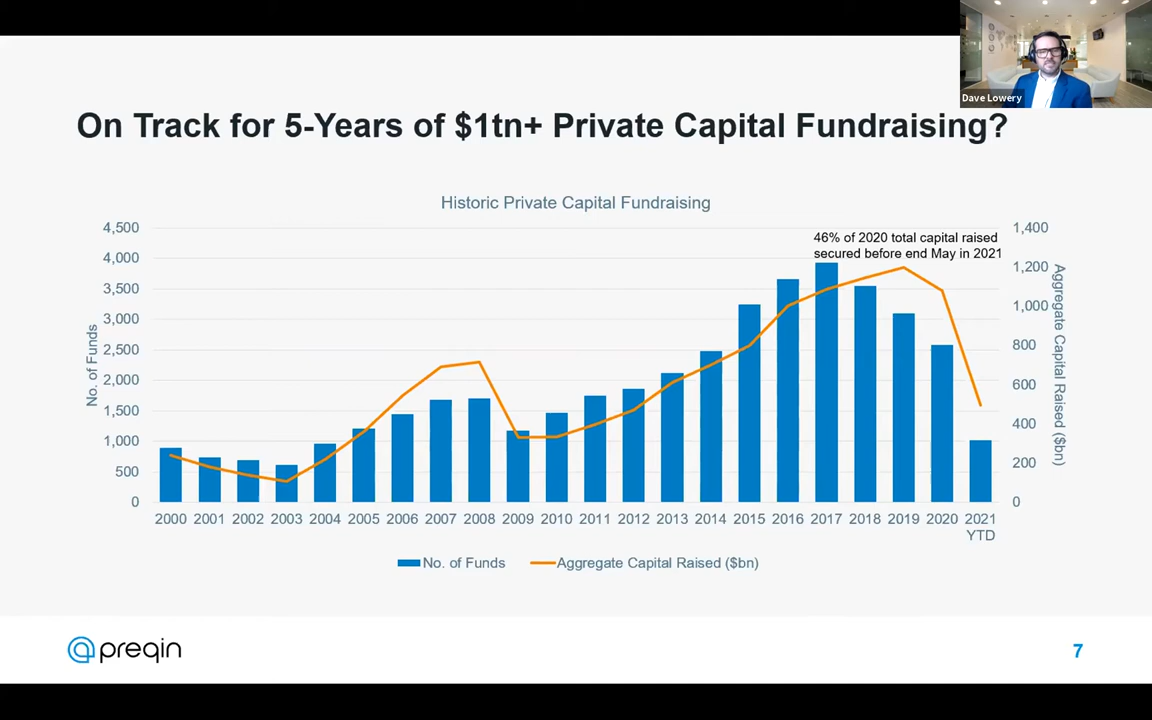 Dave Lowery
On Track for 5-Years of $1tn+ Private Capital Fundraising?
Historic Private Capital Fundraising
46% of 2020 total capital raised
secured before end May in 2021
No. of Funds
4,500
4,000
3,500
3,000
2,500
2,000
1,500
1,000
500
0
1,400
1,200
1,000
800
600
400
200
0
Aggregate Capital Raised ($bn)
2000 2001 2002 2003 2004 2005 2006 2007 2008 2009 2010 2011 2012 2013 2014 2015 2016 2017 2018 2019 2020 2021
YTD
No. of Funds Aggregate Capital Raised ($bn)
preqin
7